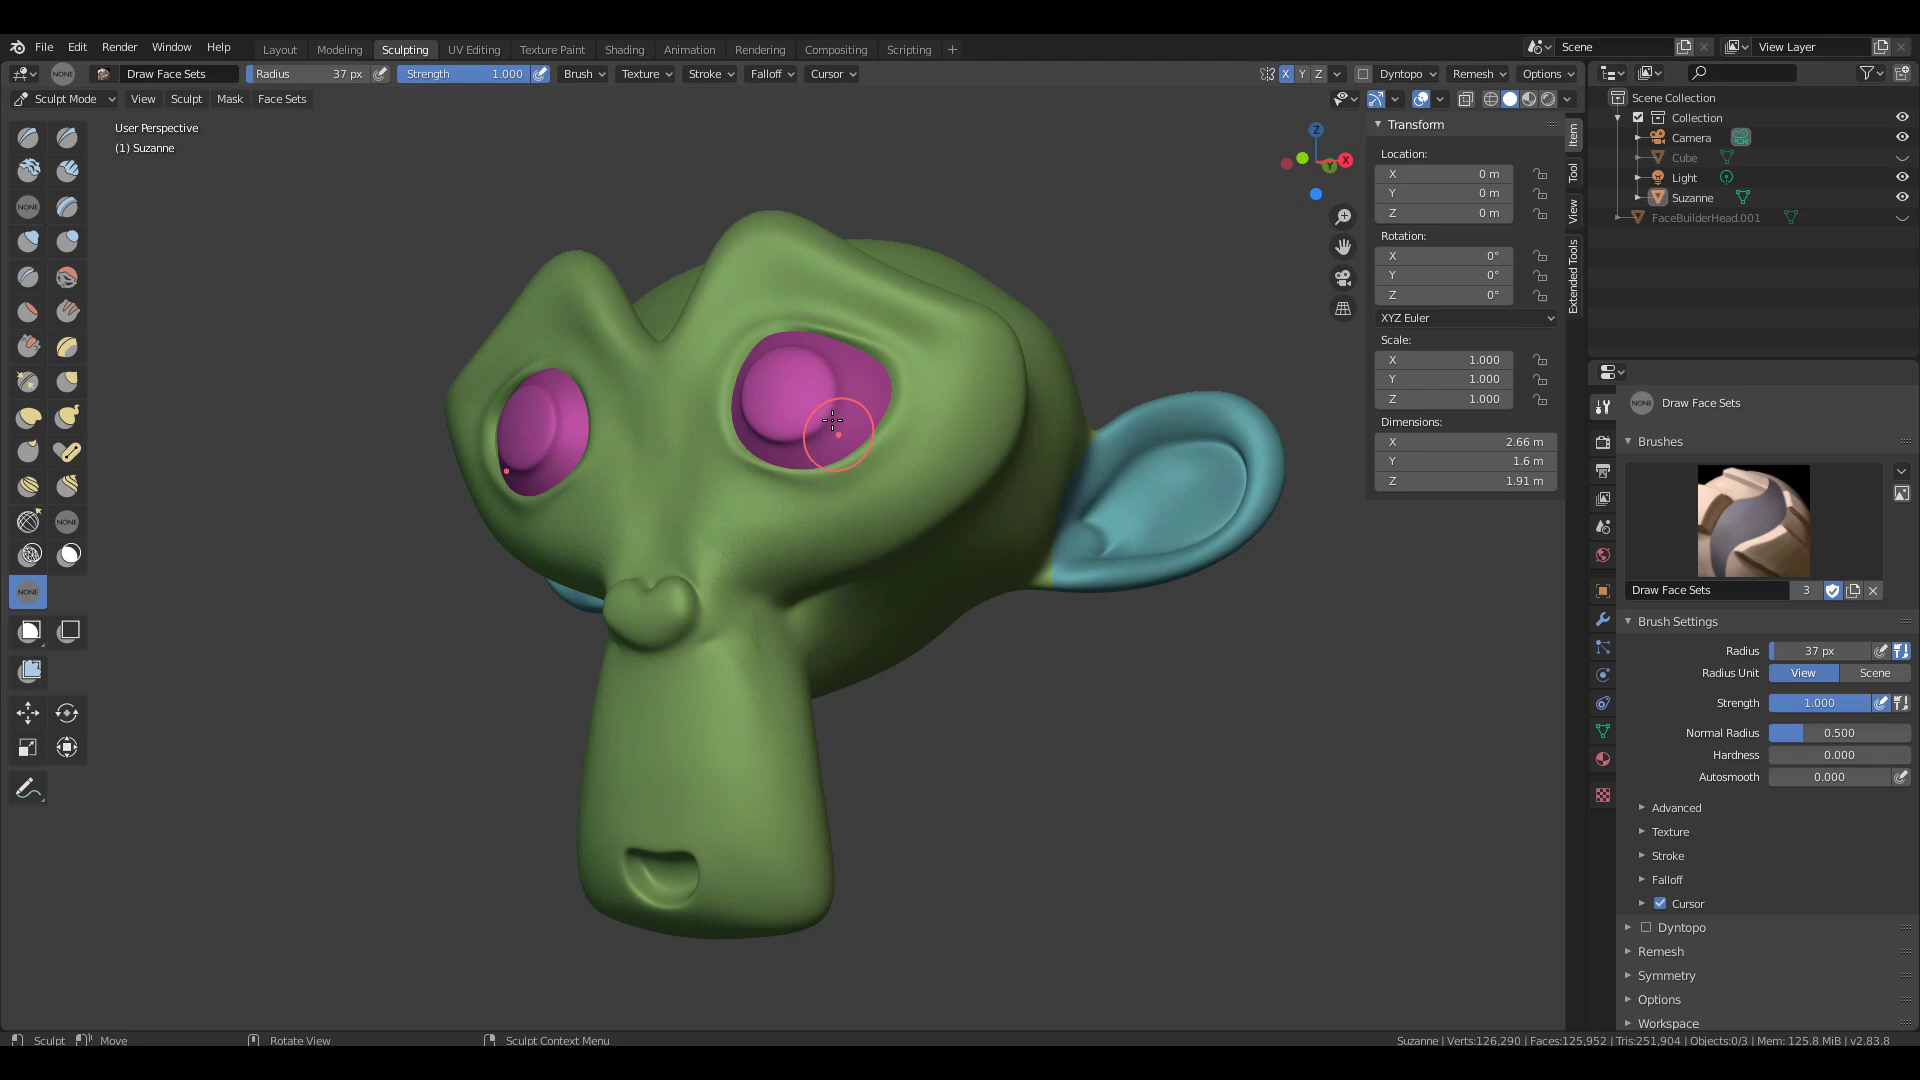 File Edit Render Window Help
Layout Modeling Sculpting UV Editing Texture Paint Shading Animation Rendering Compositing Scripting +
Scene
View Layer
NONE Draw Face Sets Radius 37 px Strength 1.000 Brush Texture Stroke Falloff Cursor
X Y Z Dyntopo Remesh Options
Sculpt Mode View Sculpt Mask Face Sets
User Perspective
(1) Suzanne
NONE
NONE
NONE
Z
X
Y
Transform
Location:
X 0 m
Y 0 m
Z 0 m
Rotation:
X 0°
Y 0°
Z 0°
XYZ Euler
Scale:
X 1.000
Y 1.000
Z 1.000
Dimensions:
X 2.66 m
Y 1.6 m
Z 1.91 m
Item
Tool
View
Extended Tools
Scene Collection
Collection
Camera
Cube
Light
Suzanne
FaceBuilderHead.001
NONE Draw Face Sets
Brushes
Draw Face Sets 3
Brush Settings
Radius 37 px
Radius Unit View Scene
Strength 1.000
Normal Radius 0.500
Hardness 0.000
Autosmooth 0.000
Advanced
Texture
Stroke
Falloff
Cursor
Dyntopo
Remesh
Symmetry
Options
Workspace
Sculpt Move Rotate View Sculpt Context Menu
Suzanne | Verts:126,290 | Faces:125,952 | Tris:251,904 | Objects:0/3 | Mem: 125.8 MiB | v2.83.8